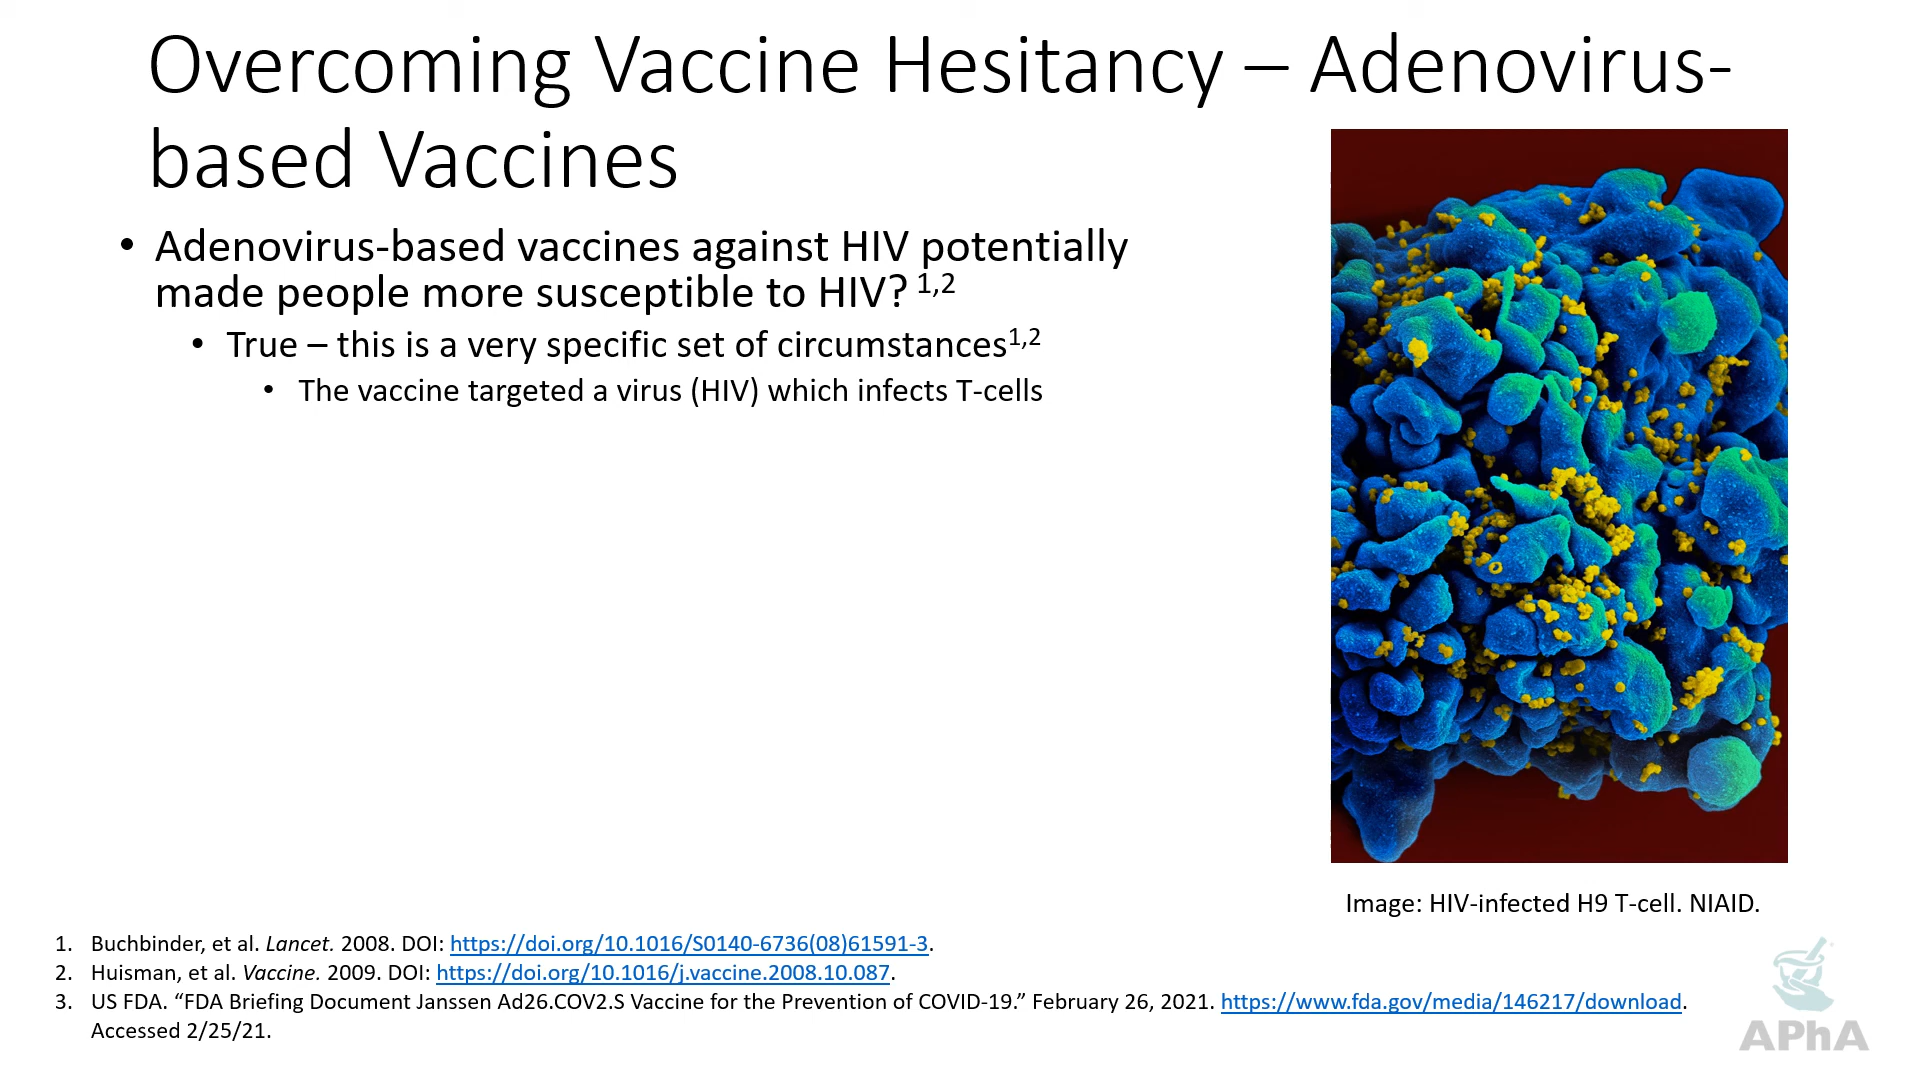 Overcoming Vaccine Hesitancy – Adenovirus-
based Vaccines
• Adenovirus-based vaccines against HIV potentially
made people more susceptible to HIV? 1,2
• True – this is a very specific set of circumstances1,2
• The vaccine targeted a virus (HIV) which infects T-cells
Image: HIV-infected H9 T-cell. NIAID.
1. Buchbinder, et al. Lancet. 2008. DOI: https://doi.org/10.1016/S0140-6736(08)61591-3.
2. Huisman, et al. Vaccine. 2009. DOI: https://doi.org/10.1016/j.vaccine.2008.10.087.
3. US FDA. “FDA Briefing Document Janssen Ad26.COV2.S Vaccine for the Prevention of COVID-19.” February 26, 2021. https://www.fda.gov/media/146217/download.
Accessed 2/25/21.
APhA